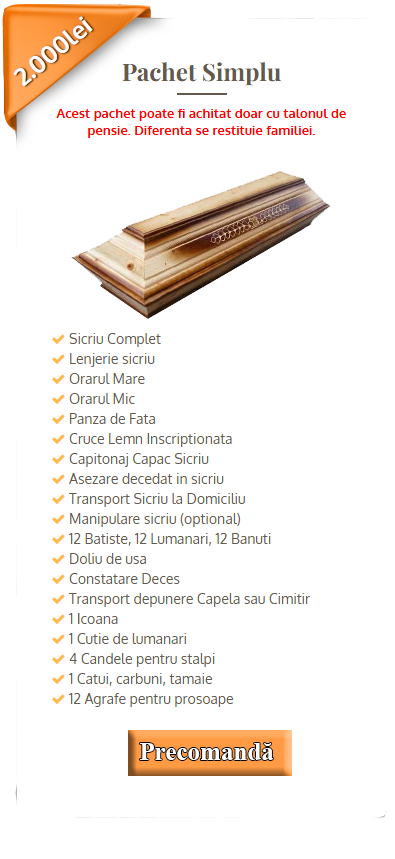 2.000lei
Pachet Simplu
Acest pachet poate fi achitat doar cu talonul de
pensie. Diferenta se restituie familiei.
Sicriu Complet
Lenjerie sicriu
Orarul Mare
Orarul Mic
Panza de Fata
Cruce Lemn Inscriptionata
Capitonaj Capac Sicriu
Asezare decedat in sicriu
Transport Sicriu la Domiciliu
Manipulare sicriu (optional)
12 Batiste, 12 Lumanari, 12 Banuti
Doliu de usa
Constatare Deces
Transport depunere Capela sau Cimitir
1 Icoana
1 Cutie de lumanari
4 Candele pentru stalpi
1 Catui, carbuni, tamaie
12 Agrafe pentru prosoape
Precomandă